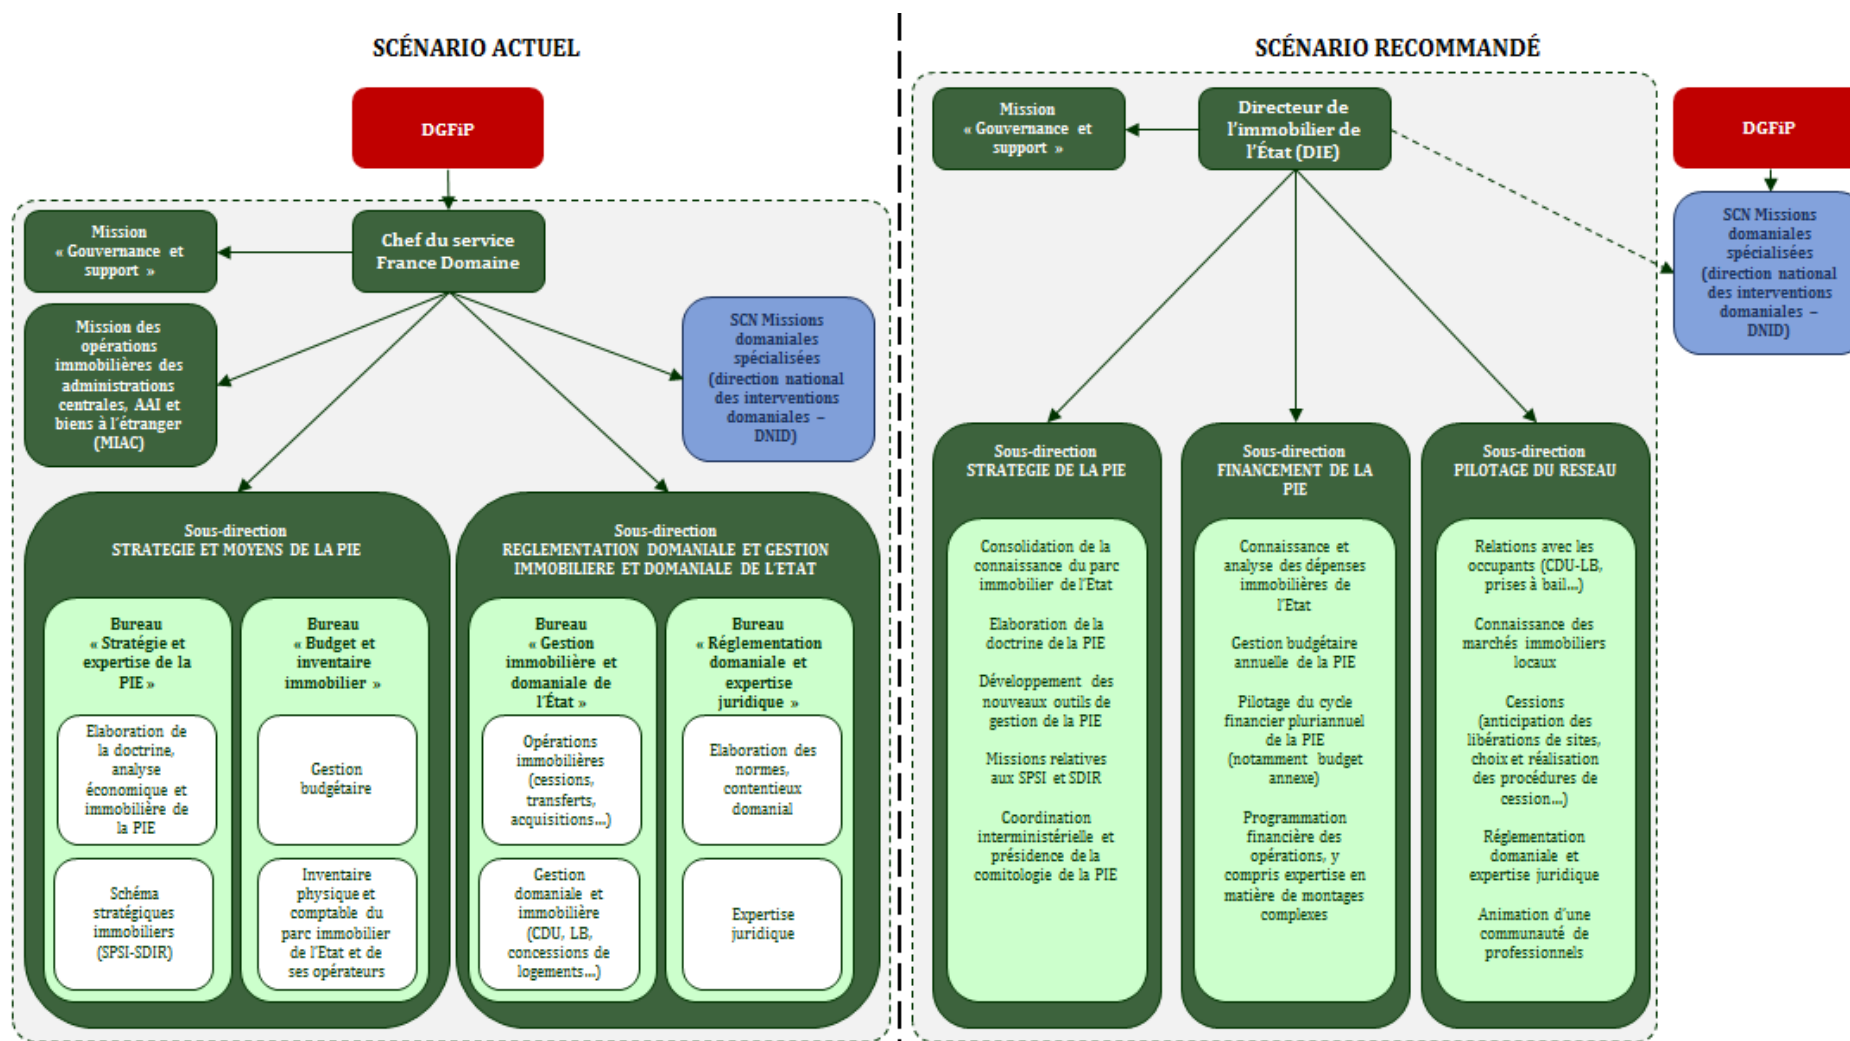 SCÉNARIO ACTUEL
DGFiP
Mission
« Gouvernance et
support »
Chef du service
France Domaine
Mission des
opérations
immobilières des
administrations
centrales, AAI et
biens à l'étranger
(MIAC)
SCN Missions
domaniales
spécialisées
(direction national
des interventions
domaniales –
DNID)
Sous-direction
STRATEGIE ET MOYENS DE LA PIE
Bureau
« Stratégie et
expertise de la
PIE »
Elaboration de
la doctrine,
analyse
économique et
immobilière de
la PIE
Schéma
stratégiques
immobiliers
(SPSI-SDIR)
Bureau
« Budget et
inventaire
immobilier »
Gestion
budgétaire
Inventaire
physique et
comptable du
parc immobilier
de l'Etat et de
ses opérateurs
Sous-direction
REGLEMENTATION DOMANIALE ET GESTION
IMMOBILIERE ET DOMANIALE DE L'ETAT
Bureau
« Gestion
immobilière et
domaniale de
l'État »
Opérations
immobilières
(cessions,
transferts,
acquisitions...)
Gestion
domaniale et
immobilière
(CDU, LB,
concessions de
logements...)
Bureau
« Réglementation
domaniale et
expertise
juridique »
Elaboration des
normes,
contentieux
domanial
Expertise
juridique
SCÉNARIO RECOMMANDÉ
Mission
« Gouvernance et
support »
Directeur de
l'immobilier de
l'État (DIE)
DGFiP
SCN Missions
domaniales
spécialisées
(direction national
des interventions
domaniales –
DNID)
Sous-direction
STRATEGIE DE LA PIE
Consolidation de la
connaissance du parc
immobilier de l'Etat
Elaboration de la
doctrine de la PIE
Développement des
nouveaux outils de
gestion de la PIE
Missions relatives
aux SPSI et SDIR
Coordination
interministérielle et
présidence de la
comitologie de la PIE
Sous-direction
FINANCEMENT DE LA
PIE
Connaissance et
analyse des dépenses
immobilières de
l'Etat
Gestion budgétaire
annuelle de la PIE
Pilotage du cycle
financier pluriannuel
de la PIE
(notamment budget
annexe)
Programmation
financière des
opérations, y
compris expertise en
matière de montages
complexes
Sous-direction
PILOTAGE DU RESEAU
Relations avec les
occupants (CDU-LB,
prises à bail...)
Connaissance des
marchés immobiliers
locaux
Cessions
(anticipation des
libérations de sites,
choix et réalisation
des procédures de
cession...)
Réglementation
domaniale et
expertise juridique
Animation d'une
communauté de
professionnels